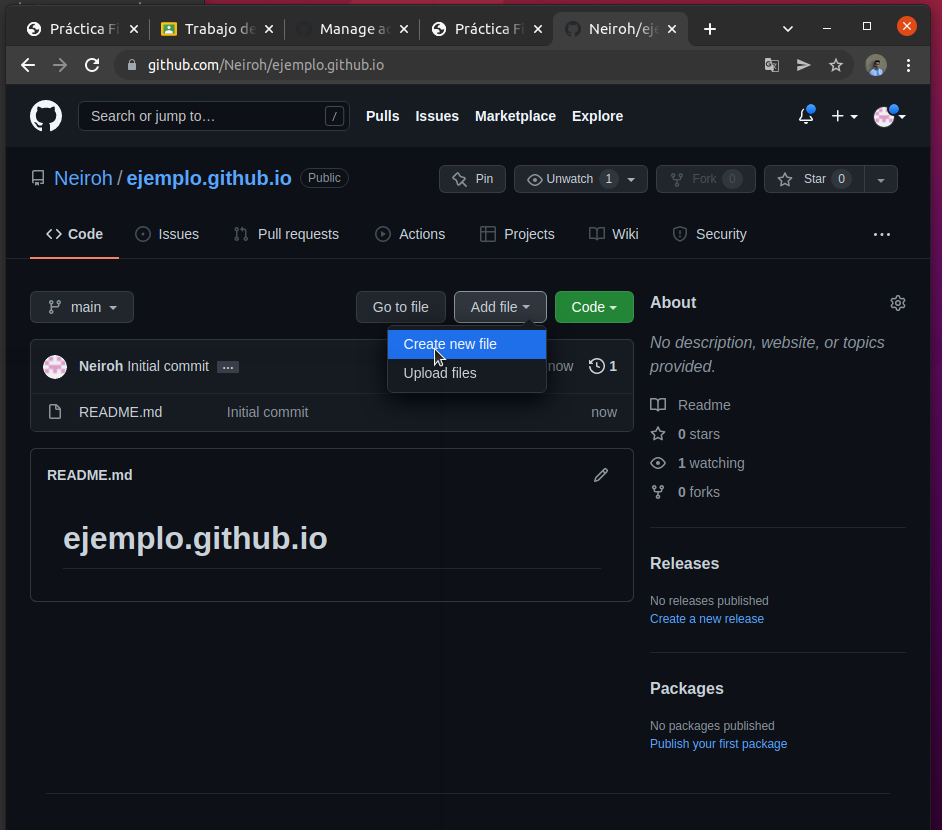 Práctica Fi
Trabajo de
Manage ac
Práctica Fi
Neiroh/eje
github.com/Neiroh/ejemplo.github.io
Search or jump to…
/
Pulls
Issues
Marketplace
Explore
Neiroh / ejemplo.github.io
Public
Pin
Unwatch 1
Fork 0
Star 0
Code
Issues
Pull requests
Actions
Projects
Wiki
Security
main
Go to file
Add file
Code
Create new file
Upload files
Neiroh Initial commit …
now
1
README.md
Initial commit
now
README.md
ejemplo.github.io
About
No description, website, or topics
provided.
Readme
0 stars
1 watching
0 forks
Releases
No releases published
Create a new release
Packages
No packages published
Publish your first package